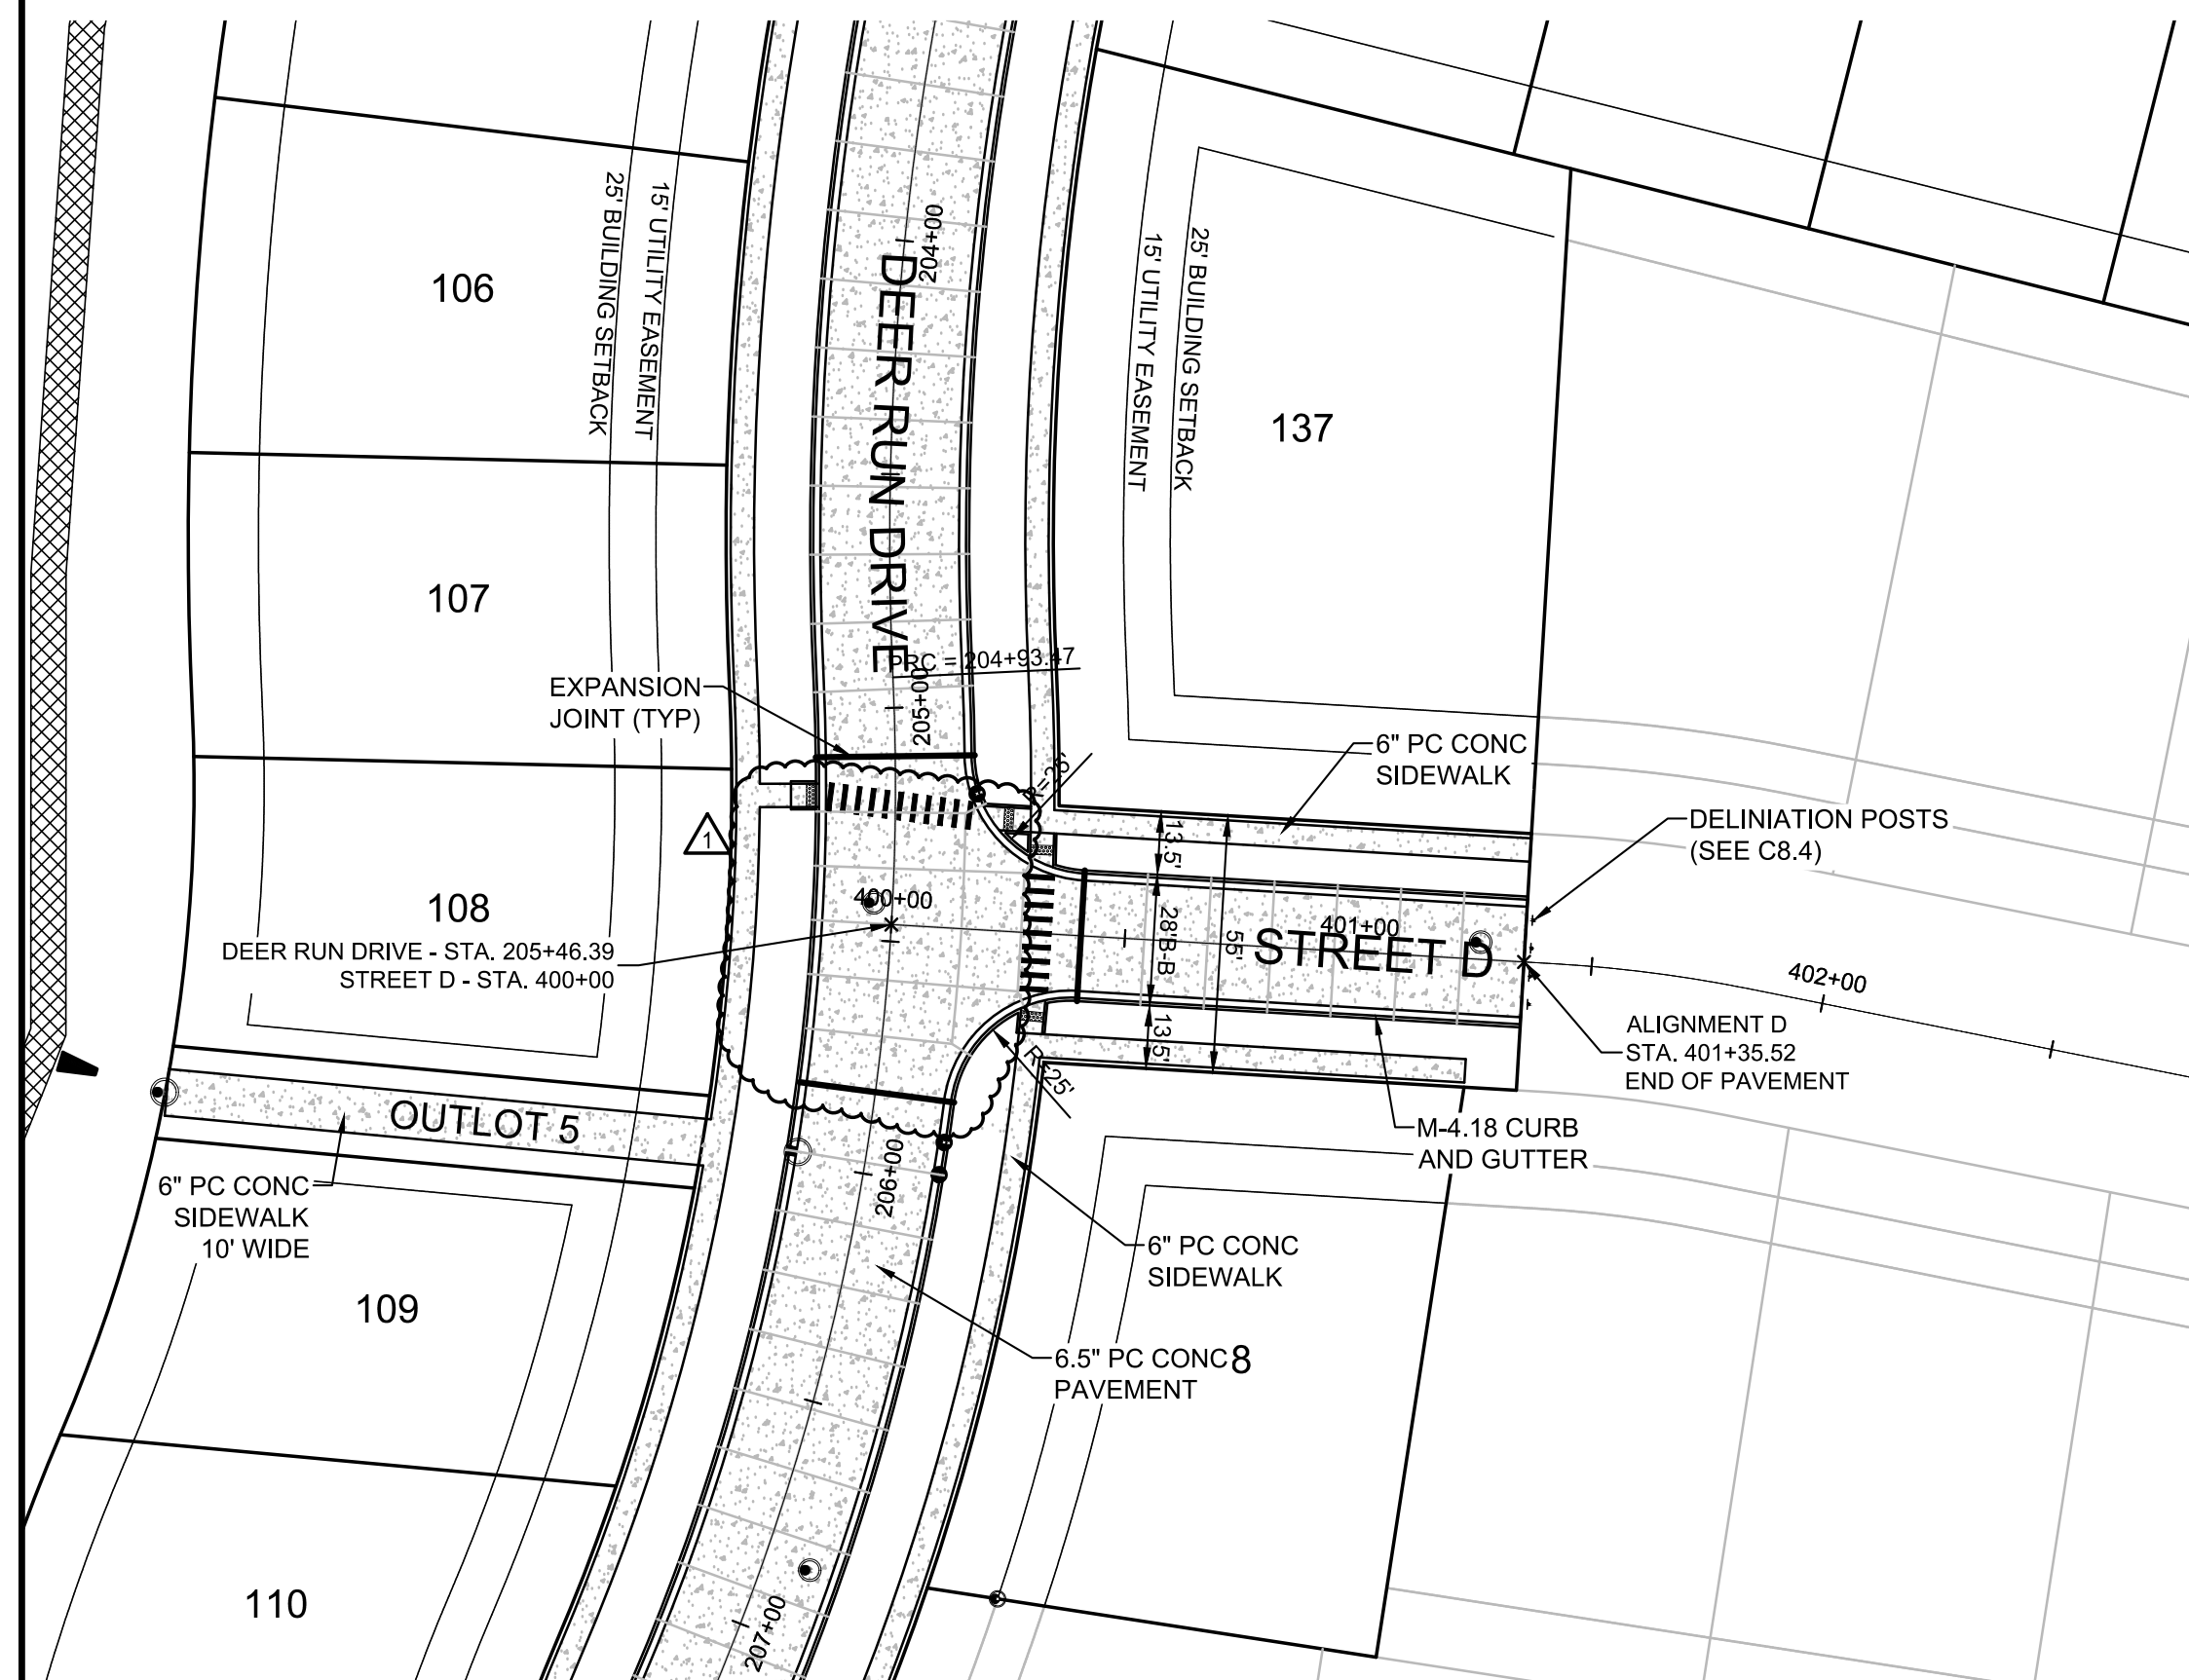 106
25' BUILDING SETBACK
15' UTILITY EASEMENT
204+00
DEER RUN DRIVE
15' UTILITY EASEMENT
25' BUILDING SETBACK
137
107
PRC = 204+93.47
205+00
EXPANSION
JOINT (TYP)
R=25'
6" PC CONC
SIDEWALK
DELINIATION POSTS
(SEE C8.4)
1
13.5'
108
400+00
28'B-B
55'
401+00
STREET D
DEER RUN DRIVE - STA. 205+46.39
STREET D - STA. 400+00
402+00
13.5'
ALIGNMENT D
STA. 401+35.52
END OF PAVEMENT
R=25'
OUTLOT 5
M-4.18 CURB
AND GUTTER
206+00
6" PC CONC
SIDEWALK
10' WIDE
6" PC CONC
SIDEWALK
109
6.5" PC CONC
PAVEMENT
8
110
207+00